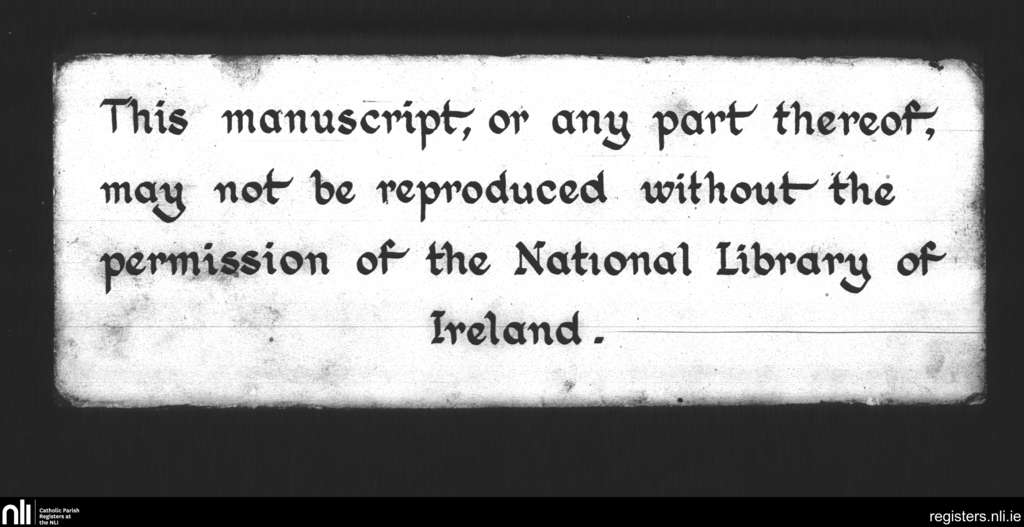 This manuscript, or any part thereof,
may not be reproduced without the
permission of the National Library of
Ireland.
nli
Catholic Parish
Registers at
the NLI
registers.nli.ie